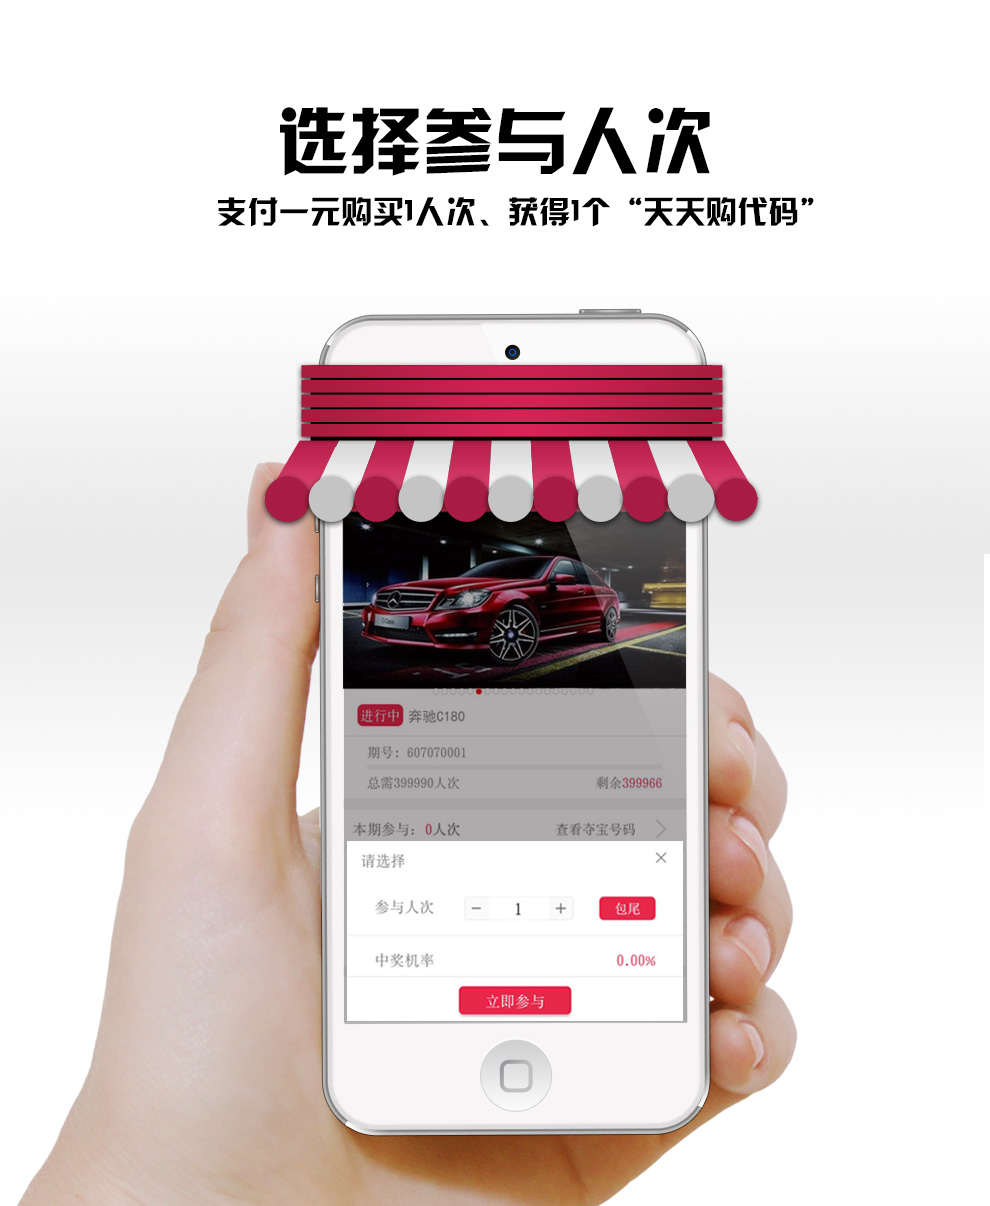 选择参与人次
支付一元购买1人次、获得1个“天天购代码”
进行中 奔驰C180
期号：607070001
总需399990人次 剩余399966
本期参与：0人次 查看夺宝号码
请选择 ×
参与人次 − 1 + 包尾
中奖机率 0.00%
立即参与